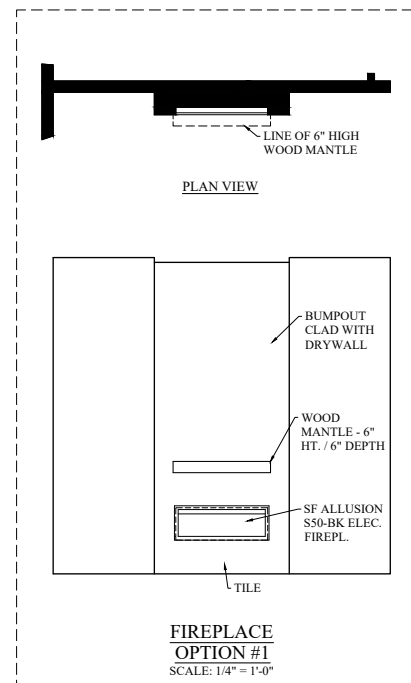 LINE OF 6" HIGH
WOOD MANTLE
PLAN VIEW
BUMPOUT
CLAD WITH
DRYWALL
WOOD
MANTLE - 6"
HT. / 6" DEPTH
SF ALLUSION
S50-BK ELEC.
FIREPL.
TILE
FIREPLACE
OPTION #1
SCALE: 1/4" = 1'-0"